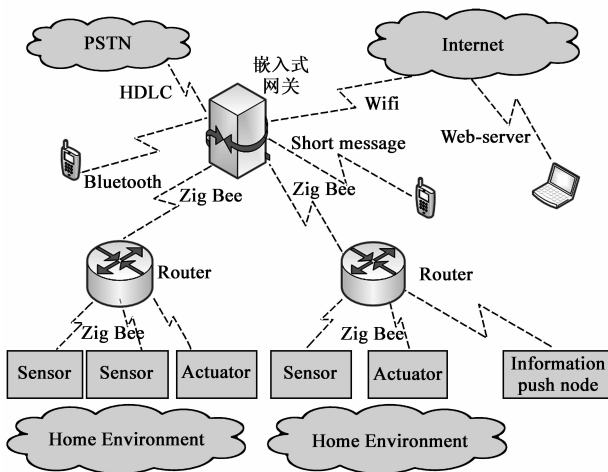 PSTN
Internet
嵌入式
网关
HDLC
Wifi
Short message
Web-server
Bluetooth
Zig Bee
Zig Bee
Router
Router
Zig Bee
Zig Bee
Sensor
Sensor
Actuator
Sensor
Actuator
Information
push node
Home Environment
Home Environment